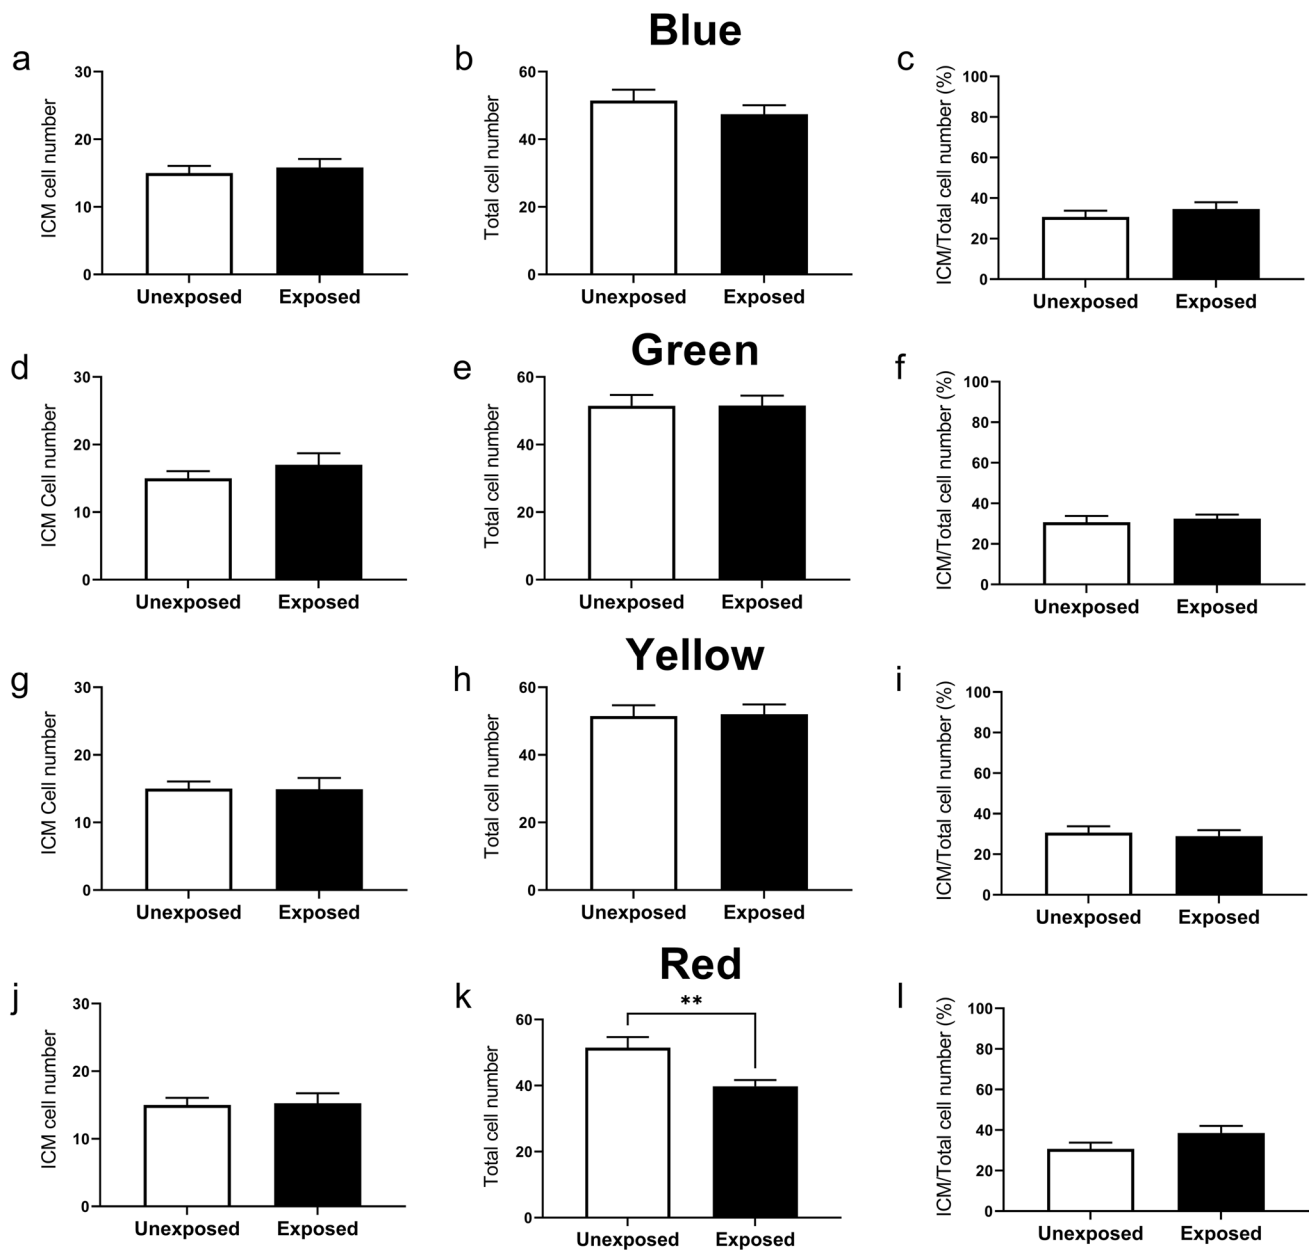 Blue
a
ICM cell number
30
20
10
0
Unexposed Exposed
b
Total cell number
60
40
20
0
Unexposed Exposed
c
ICM/Total cell number (%)
100
80
60
40
20
0
Unexposed Exposed
Green
d
ICM Cell number
30
20
10
0
Unexposed Exposed
e
Total cell number
60
40
20
0
Unexposed Exposed
f
ICM/Total cell number (%)
100
80
60
40
20
0
Unexposed Exposed
Yellow
g
ICM Cell number
30
20
10
0
Unexposed Exposed
h
Total cell number
60
40
20
0
Unexposed Exposed
i
ICM/Total cell number (%)
100
80
60
40
20
0
Unexposed Exposed
Red
j
ICM cell number
30
20
10
0
Unexposed Exposed
k
**
Total cell number
60
40
20
0
Unexposed Exposed
l
ICM/Total cell number (%)
100
80
60
40
20
0
Unexposed Exposed